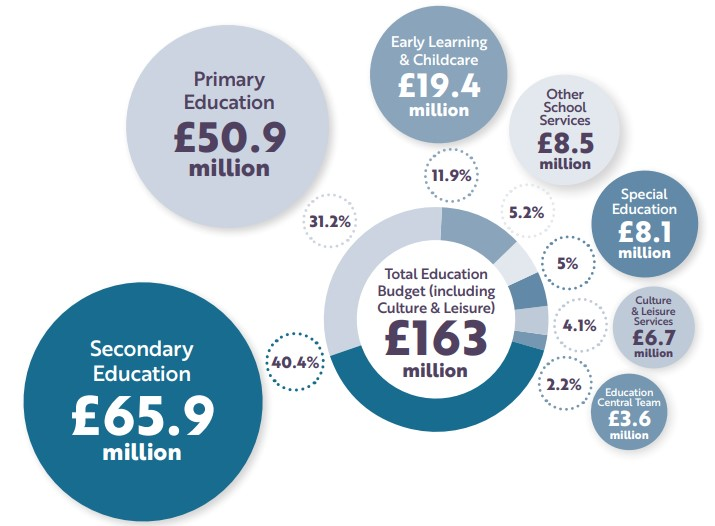 Primary
Education
£50.9
million
31.2%
Early Learning
& Childcare
£19.4
million
11.9%
Other
School
Services
£8.5
million
5.2%
Special
Education
£8.1
million
5%
Culture
& Leisure
Services
£6.7
million
4.1%
Education
Central Team
£3.6
million
2.2%
Secondary
Education
£65.9
million
40.4%
Total Education
Budget (including
Culture & Leisure)
£163
million